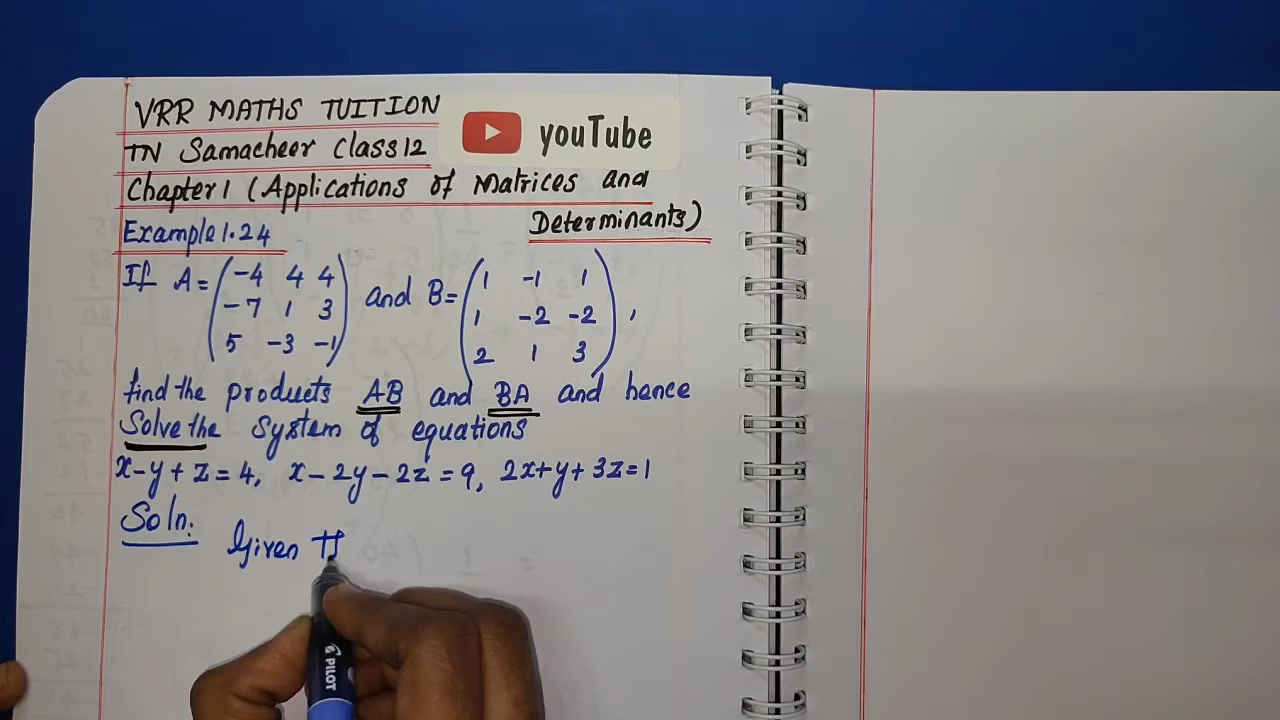 VRR MATHS TUITION
youTube
TN Samacheer Class 12
Chapter 1 (Applications of Matrices and
Determinants)
Example 1.24
If A = (-4 4 4
-7 1 3
5 -3 -1) and B = (1 -1 1
1 -2 -2
2 1 3),
find the products AB and BA and hence
Solve the system of equations
x-y+z=4, x-2y-2z=9, 2x+y+3z=1
Soln:
Given
PILOT